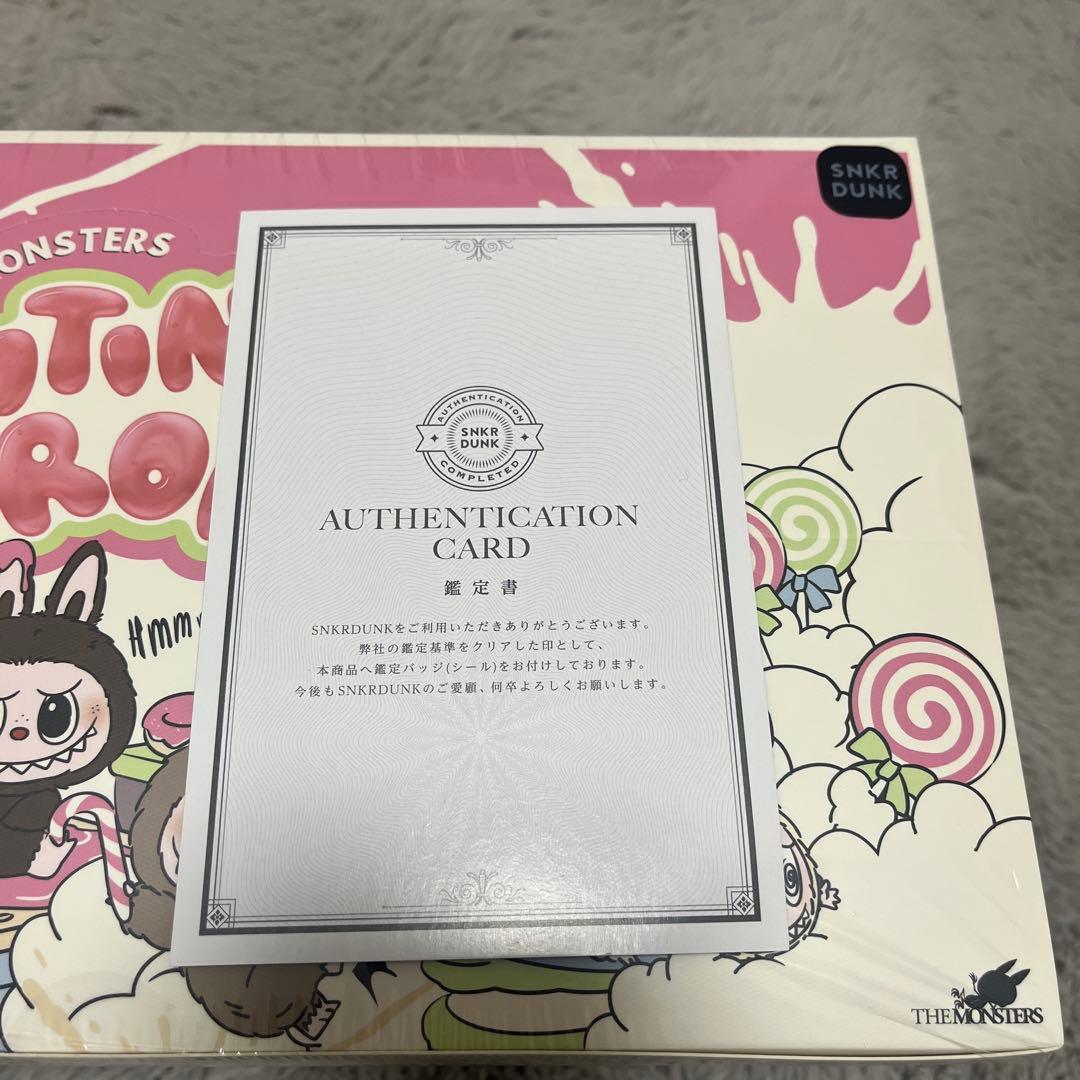 SNKR
DUNK
MONSTERS
AUTHENTICATION
SNKR
DUNK
COMPLETED
AUTHENTICATION
CARD
鑑定書
SNKRDUNKをご利用いただきありがとうございます。
弊社の鑑定基準をクリアした印として、
本商品へ鑑定バッジ(シール)をお付けしております。
今後もSNKRDUNKのご愛顧、何卒よろしくお願いします。
THE MONSTERS